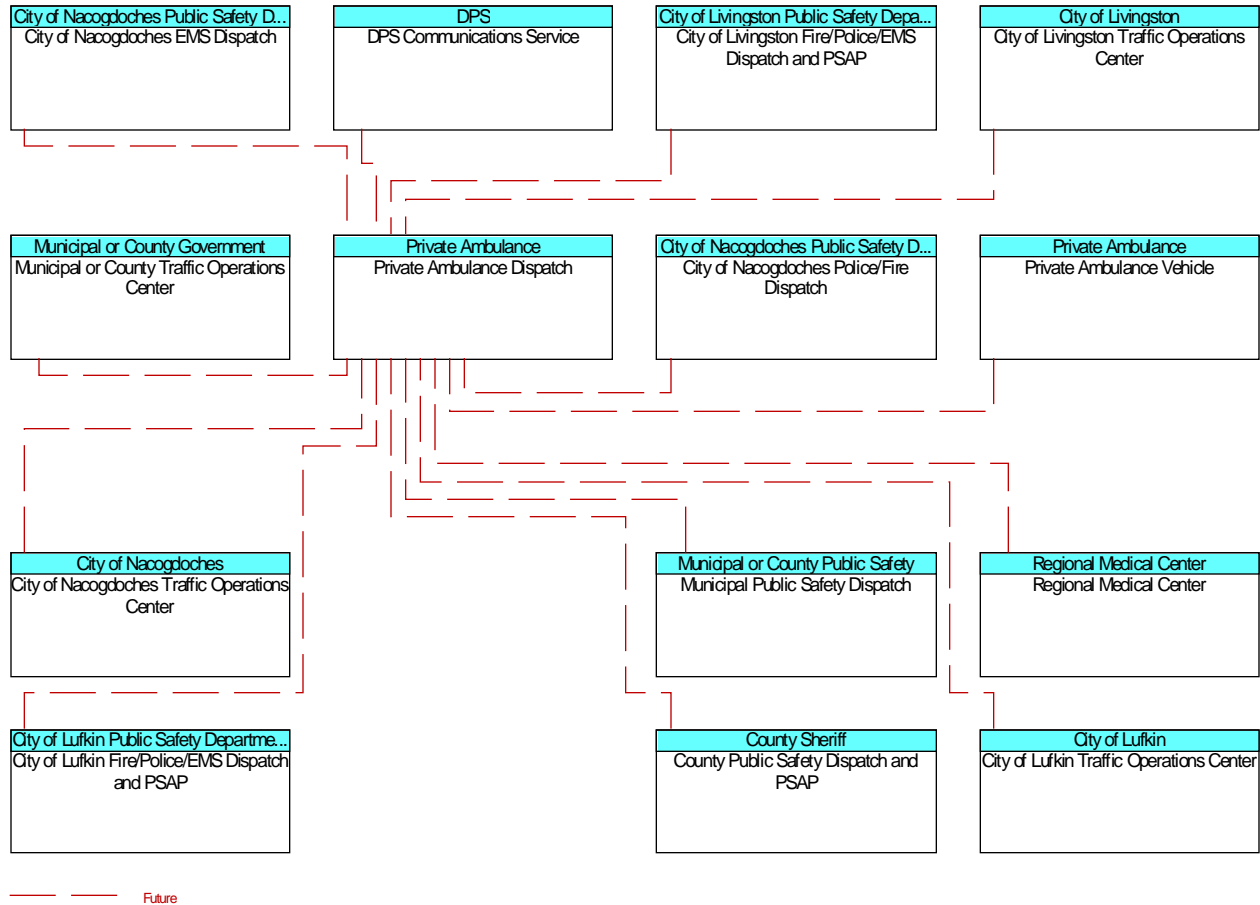 City of Nacogdoches Public Safety D...
City of Nacogdoches EMS Dispatch
DPS
DPS Communications Service
City of Livingston Public Safety Depa...
City of Livingston Fire/Police/EMS
Dispatch and PSAP
City of Livingston
City of Livingston Traffic Operations
Center
Municipal or County Government
Municipal or County Traffic Operations
Center
Private Ambulance
Private Ambulance Dispatch
City of Nacogdoches Public Safety D...
City of Nacogdoches Police/Fire
Dispatch
Private Ambulance
Private Ambulance Vehicle
City of Nacogdoches
City of Nacogdoches Traffic Operations
Center
Municipal or County Public Safety
Municipal Public Safety Dispatch
Regional Medical Center
Regional Medical Center
City of Lufkin Public Safety Departme...
City of Lufkin Fire/Police/EMS Dispatch
and PSAP
County Sheriff
County Public Safety Dispatch and
PSAP
City of Lufkin
City of Lufkin Traffic Operations Center
Future